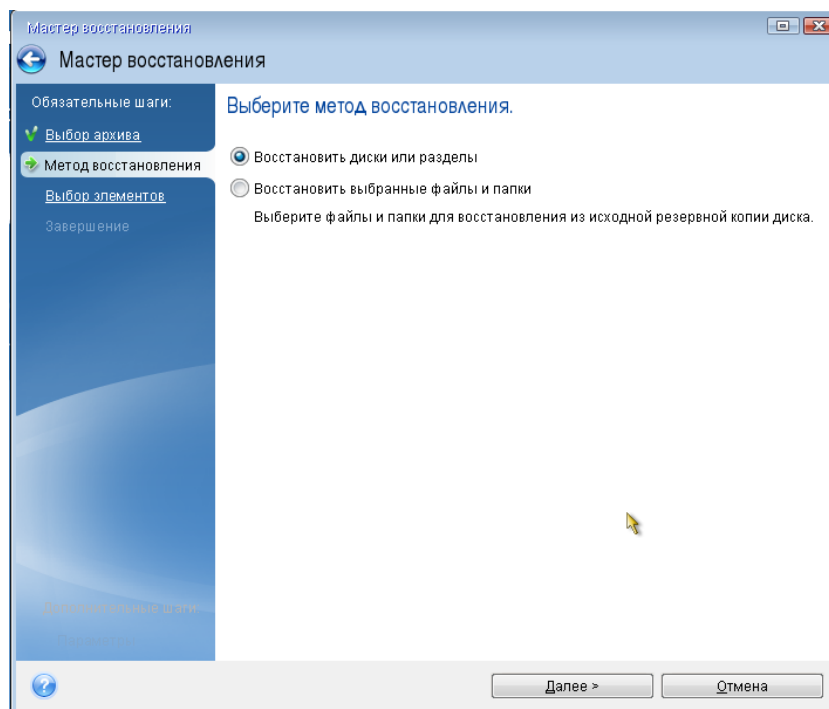 Мастер восстановления
Мастер восстановления
Обязательные шаги:
Выбор архива
Метод восстановления
Выбор элементов
Завершение
Выберите метод восстановления.
Восстановить диски или разделы
Восстановить выбранные файлы и папки
Выберите файлы и папки для восстановления из исходной резервной копии диска.
шаги:
Далее >
Отмена